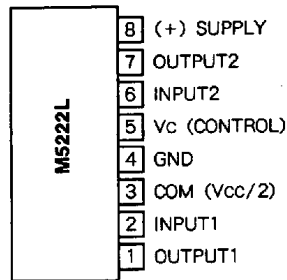 M5222L
8 (+) SUPPLY
7 OUTPUT2
6 INPUT2
5 Vc (CONTROL)
4 GND
3 COM (Vcc/2)
2 INPUT1
1 OUTPUT1